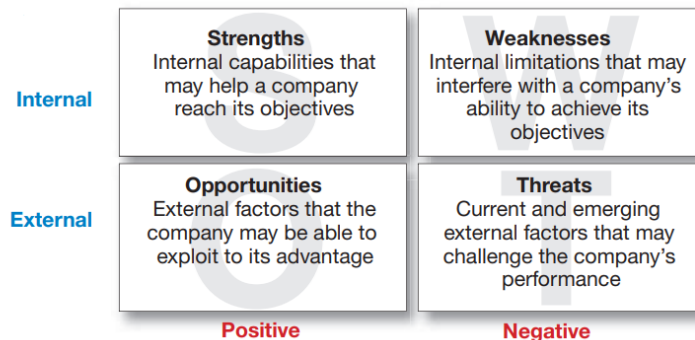 Strengths
Internal capabilities that
may help a company
reach its objectives
Weaknesses
Internal limitations that may
interfere with a company's
ability to achieve its
objectives
Internal
Opportunities
External factors that the
company may be able to
exploit to its advantage
Threats
Current and emerging
external factors that may
challenge the company's
performance
External
Positive
Negative
S
W
O
T